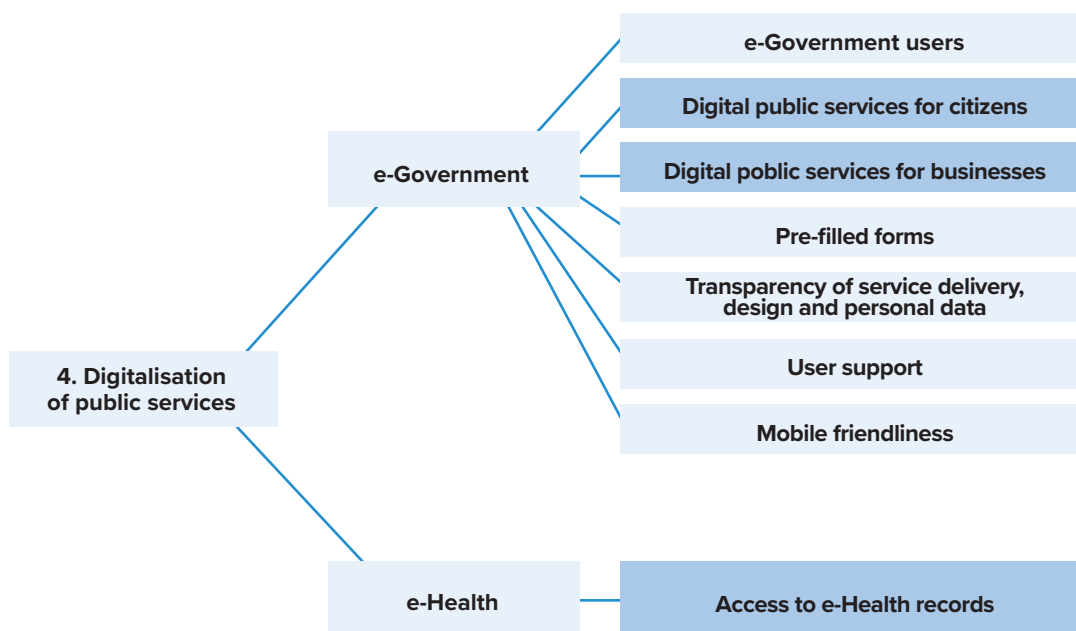 e-Government users
Digital public services for citizens
Digital poblic services for businesses
e-Government
Pre-filled forms
Transparency of service delivery,
design and personal data
User support
4. Digitalisation
of public services
Mobile friendliness
e-Health
Access to e-Health records